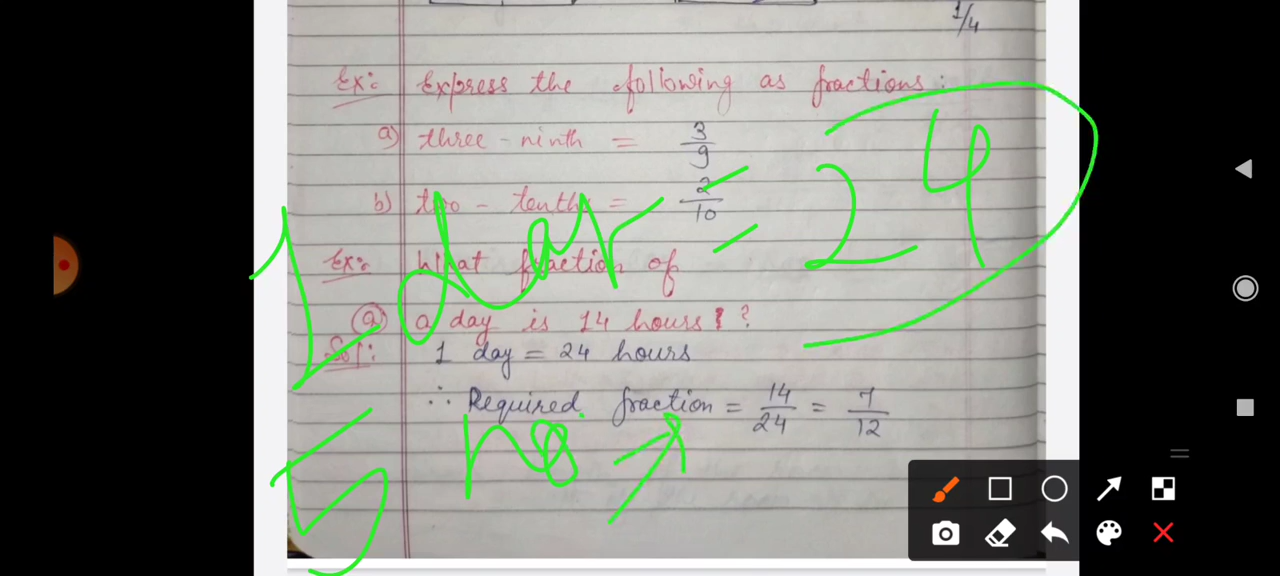 1/4
Ex: Express the following as fractions:
a) three - ninth = 3/9
b) two - tenth = 2/10
Ex: What fraction of
(a) a day is 14 hours ?
Sol: 1 day = 24 hours
∴ Required fraction = 14/24 = 7/12
1 day = 24
5 hrs →